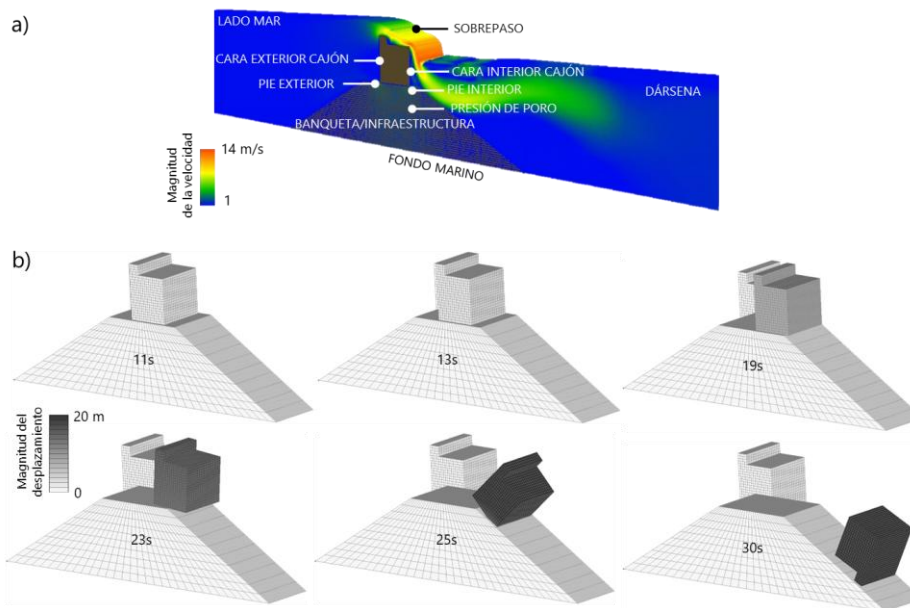 a)
LADO MAR
SOBREPASO
CARA EXTERIOR CAJÓN
CARA INTERIOR CAJÓN
PIE EXTERIOR
PIE INTERIOR
DÁRSENA
PRESIÓN DE PORO
BANQUETA/INFRAESTRUCTURA
FONDO MARINO
Magnitud
de la velocidad
14 m/s
1
b)
11s
13s
19s
Magnitud del
desplazamiento
20 m
0
23s
25s
30s